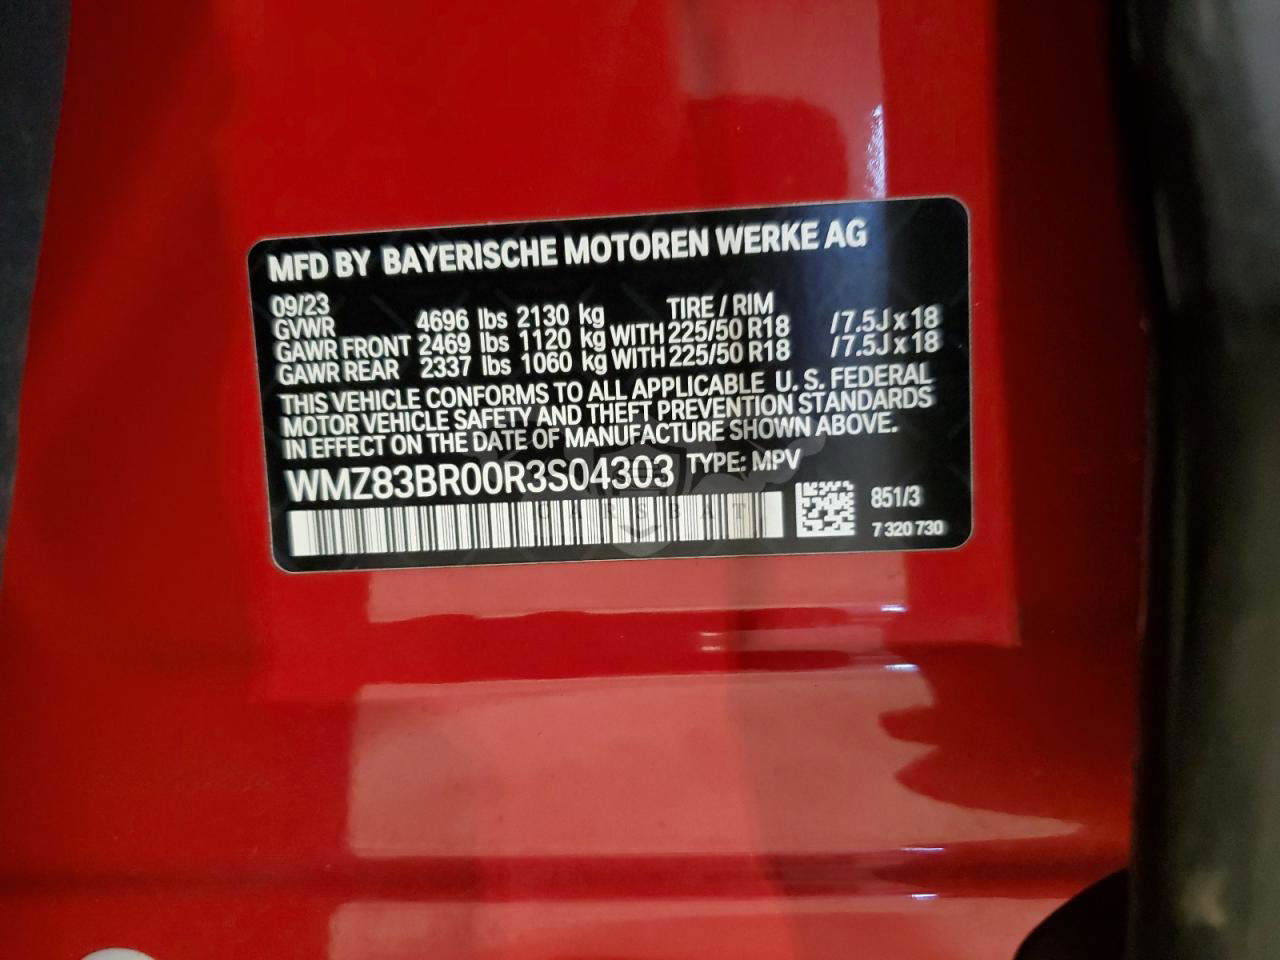 MFD BY BAYERISCHE MOTOREN WERKE AG
09/23 TIRE / RIM
GVWR 4696 lbs 2130 kg
GAWR FRONT 2469 lbs 1120 kg WITH 225/50 R18 /7.5J x 18
GAWR REAR 2337 lbs 1060 kg WITH 225/50 R18 /7.5J x 18
THIS VEHICLE CONFORMS TO ALL APPLICABLE U. S. FEDERAL
MOTOR VEHICLE SAFETY AND THEFT PREVENTION STANDARDS
IN EFFECT ON THE DATE OF MANUFACTURE SHOWN ABOVE.
WMZ83BR00R3S04303 TYPE: MPV
851/3
7 320 730
CARSBAT